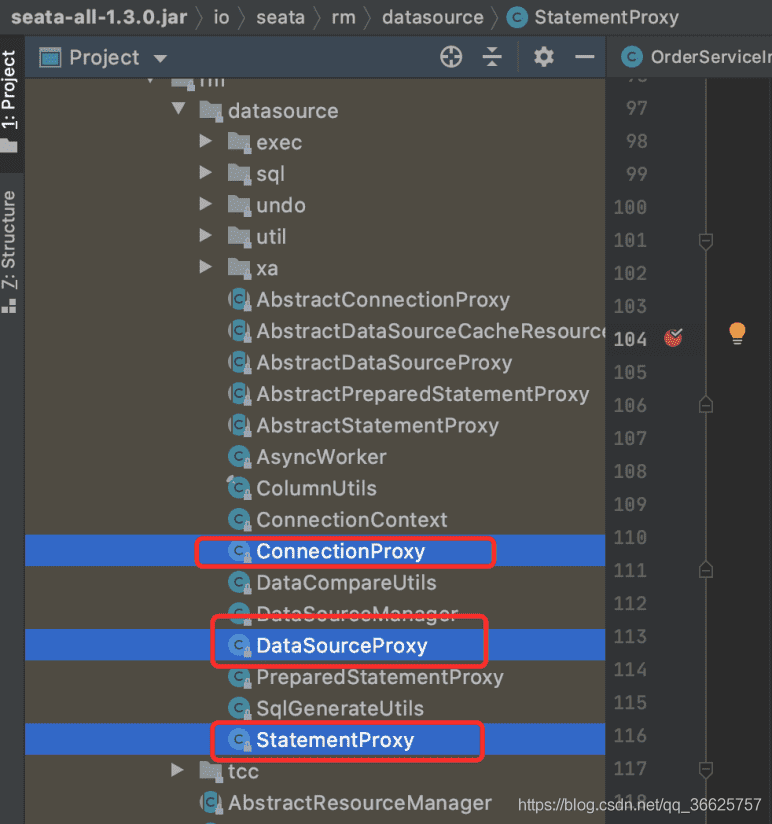 seata-all-1.3.0.jar io seata rm datasource StatementProxy
1: Project
Z: Structure
Project
OrderServiceIn
rm
datasource
exec
sql
undo
util
xa
AbstractConnectionProxy
AbstractDataSourceCacheResource
AbstractDataSourceProxy
AbstractPreparedStatementProxy
AbstractStatementProxy
AsyncWorker
ColumnUtils
ConnectionContext
ConnectionProxy
DataCompareUtils
DataSourceManager
DataSourceProxy
PreparedStatementProxy
SqlGenerateUtils
StatementProxy
tcc
AbstractResourceManager
97
98
99
100
101
102
103
104
105
106
107
108
109
110
111
112
113
114
115
116
117
118
https://blog.csdn.net/qq_36625757